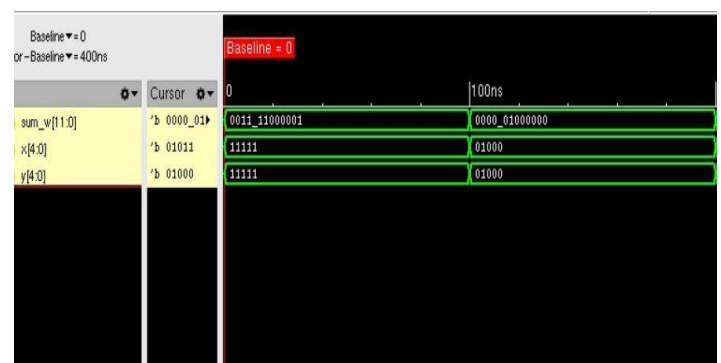 Baseline▼=0
or-Baseline▼=400ns
Baseline = 0
Cursor
0
100ns
sum_w[11:0]
'b 0000_01
0011_11000001
0000_01000000
x[4:0]
'b 01011
11111
01000
y[4:0]
'b 01000
11111
01000